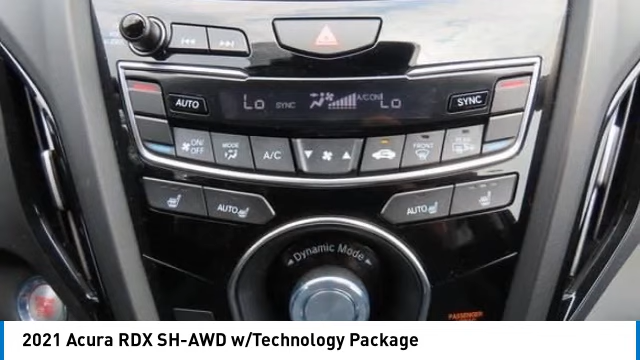 AUTO
Lo SYNC A/C ON Lo
SYNC
ON/
OFF
MODE
A/C
FRONT
REAR
AUTO
AUTO
Dynamic Mode
PASSENGER
2021 Acura RDX SH-AWD w/Technology Package